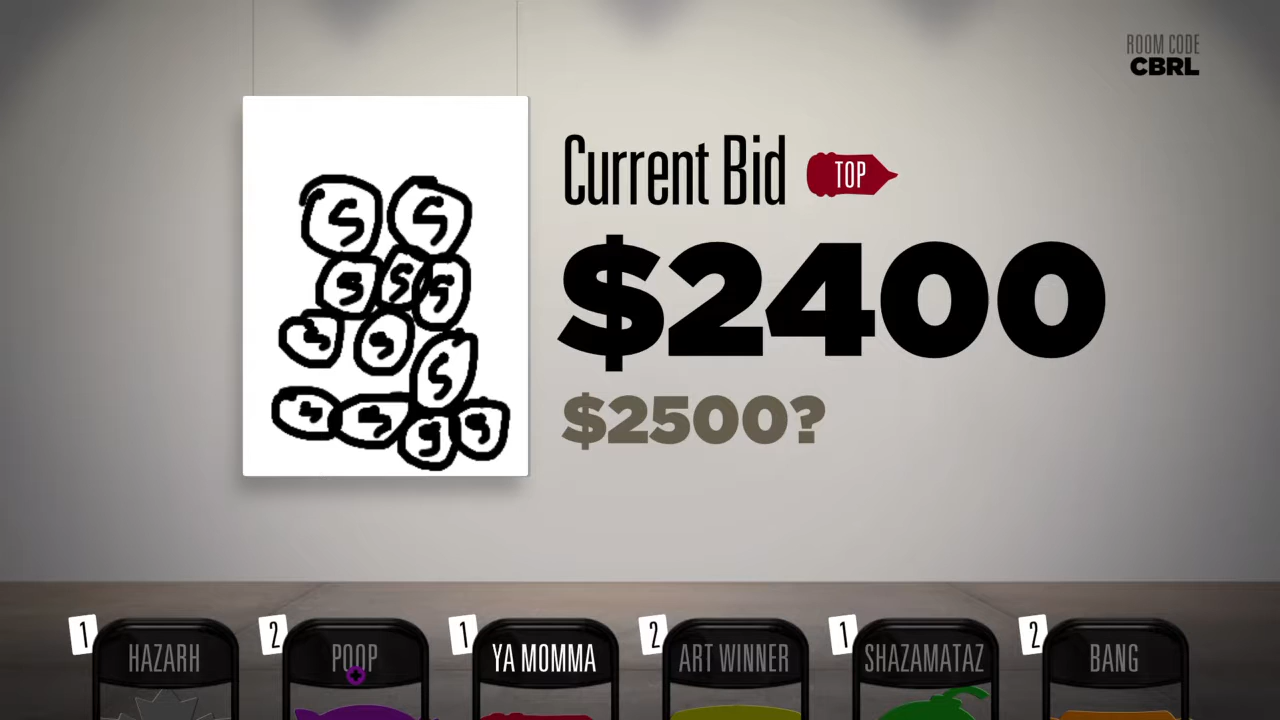 ROOM CODE
CBRL
Current Bid TOP
$2400
$2500?
S S
S S S
S S S
S S S S
1 HAZARH 2 POOP 1 YA MOMMA 2 ART WINNER 1 SHAZAMATAZ 2 BANG